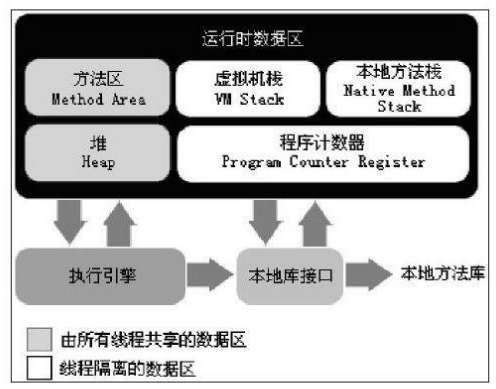 运行时数据区
方法区
Method Area
虚拟机栈
VM Stack
本地方法栈
Native Method
Stack
堆
Heap
程序计数器
Program Counter Register
执行引擎
本地库接口
本地方法库
由所有线程共享的数据区
线程隔离的数据区